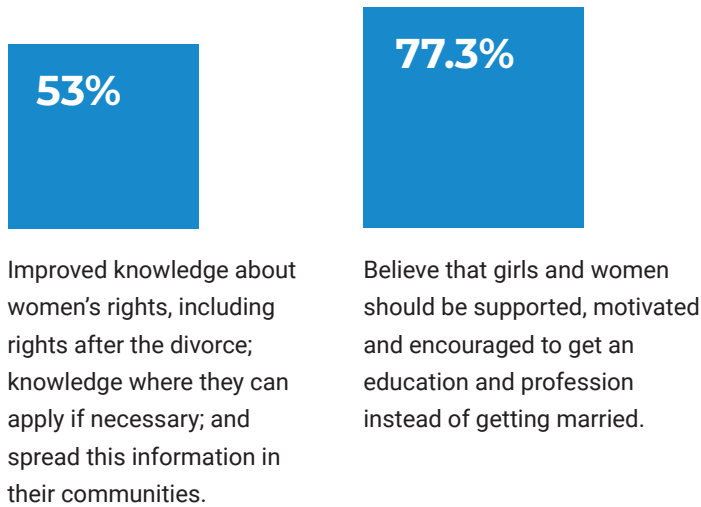 53%
Improved knowledge about
women's rights, including
rights after the divorce;
knowledge where they can
apply if necessary; and
spread this information in
their communities.
77.3%
Believe that girls and women
should be supported, motivated
and encouraged to get an
education and profession
instead of getting married.